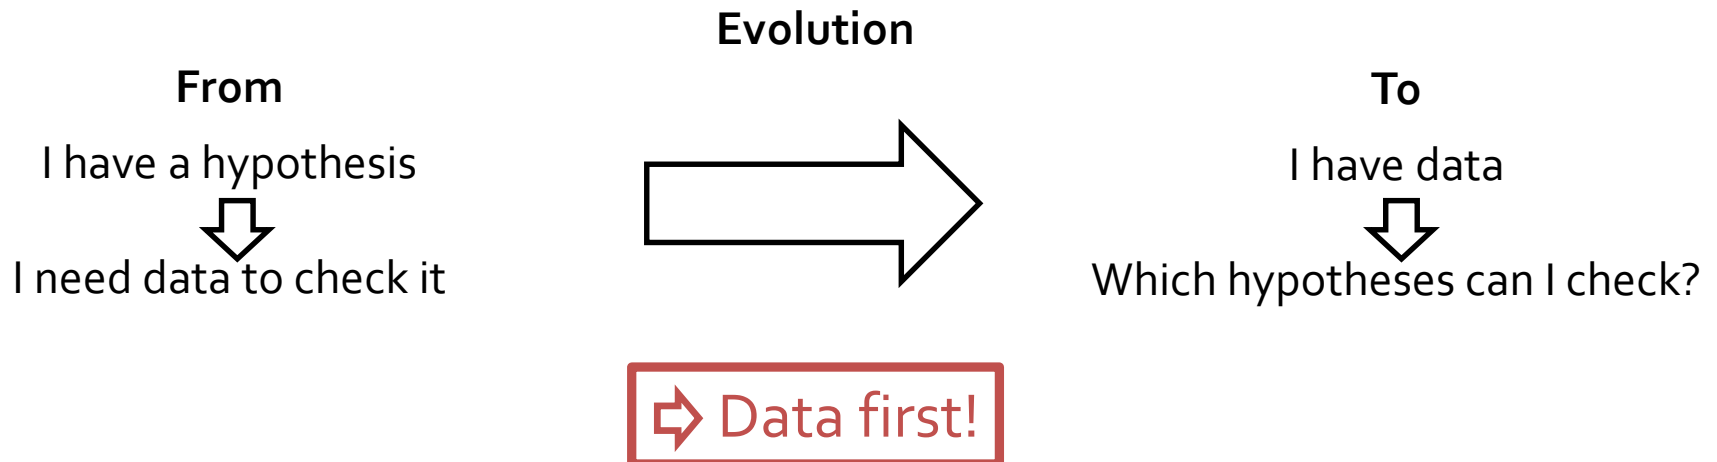 Evolution
From
I have a hypothesis
I need data to check it
To
I have data
Which hypotheses can I check?
Data first!